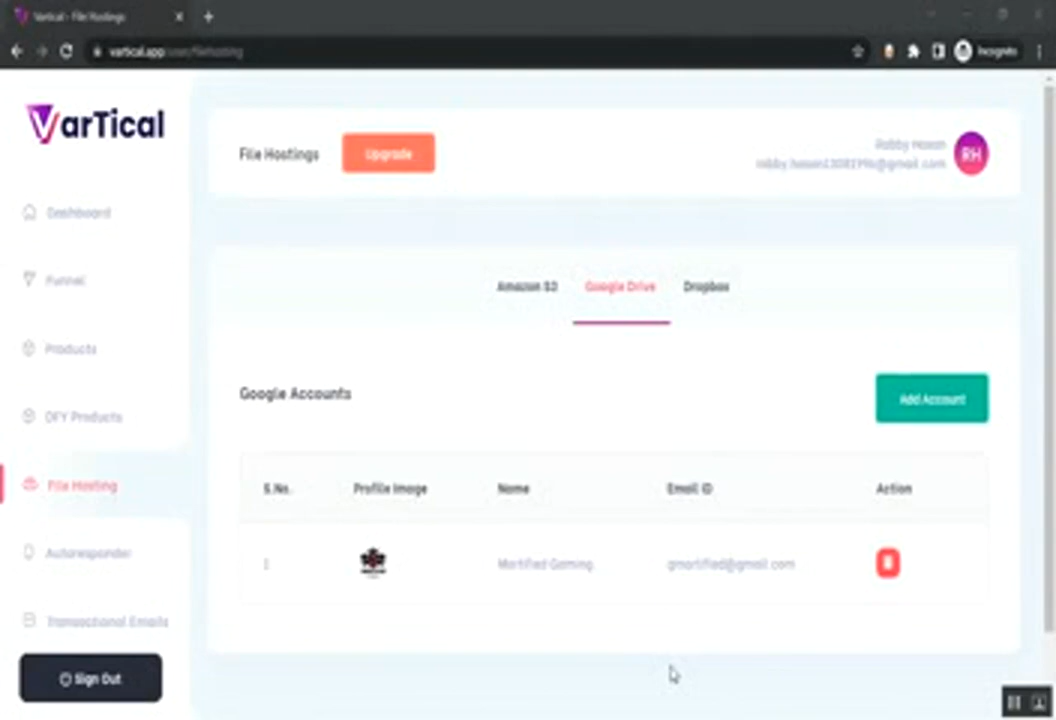 Vartical - File Hostings
vartical.app/user/filehosting
Incognito
VarTical
File Hostings
Upgrade
RH
Dashboard
Funnel
Products
DFY Products
File Hosting
Autoresponder
Transactional Emails
Sign Out
Amazon S3
Google Drive
Dropbox
Google Accounts
Add Account
S.No. Profile Image Name Email ID Action
1 Mortified Gaming gmortified@gmail.com